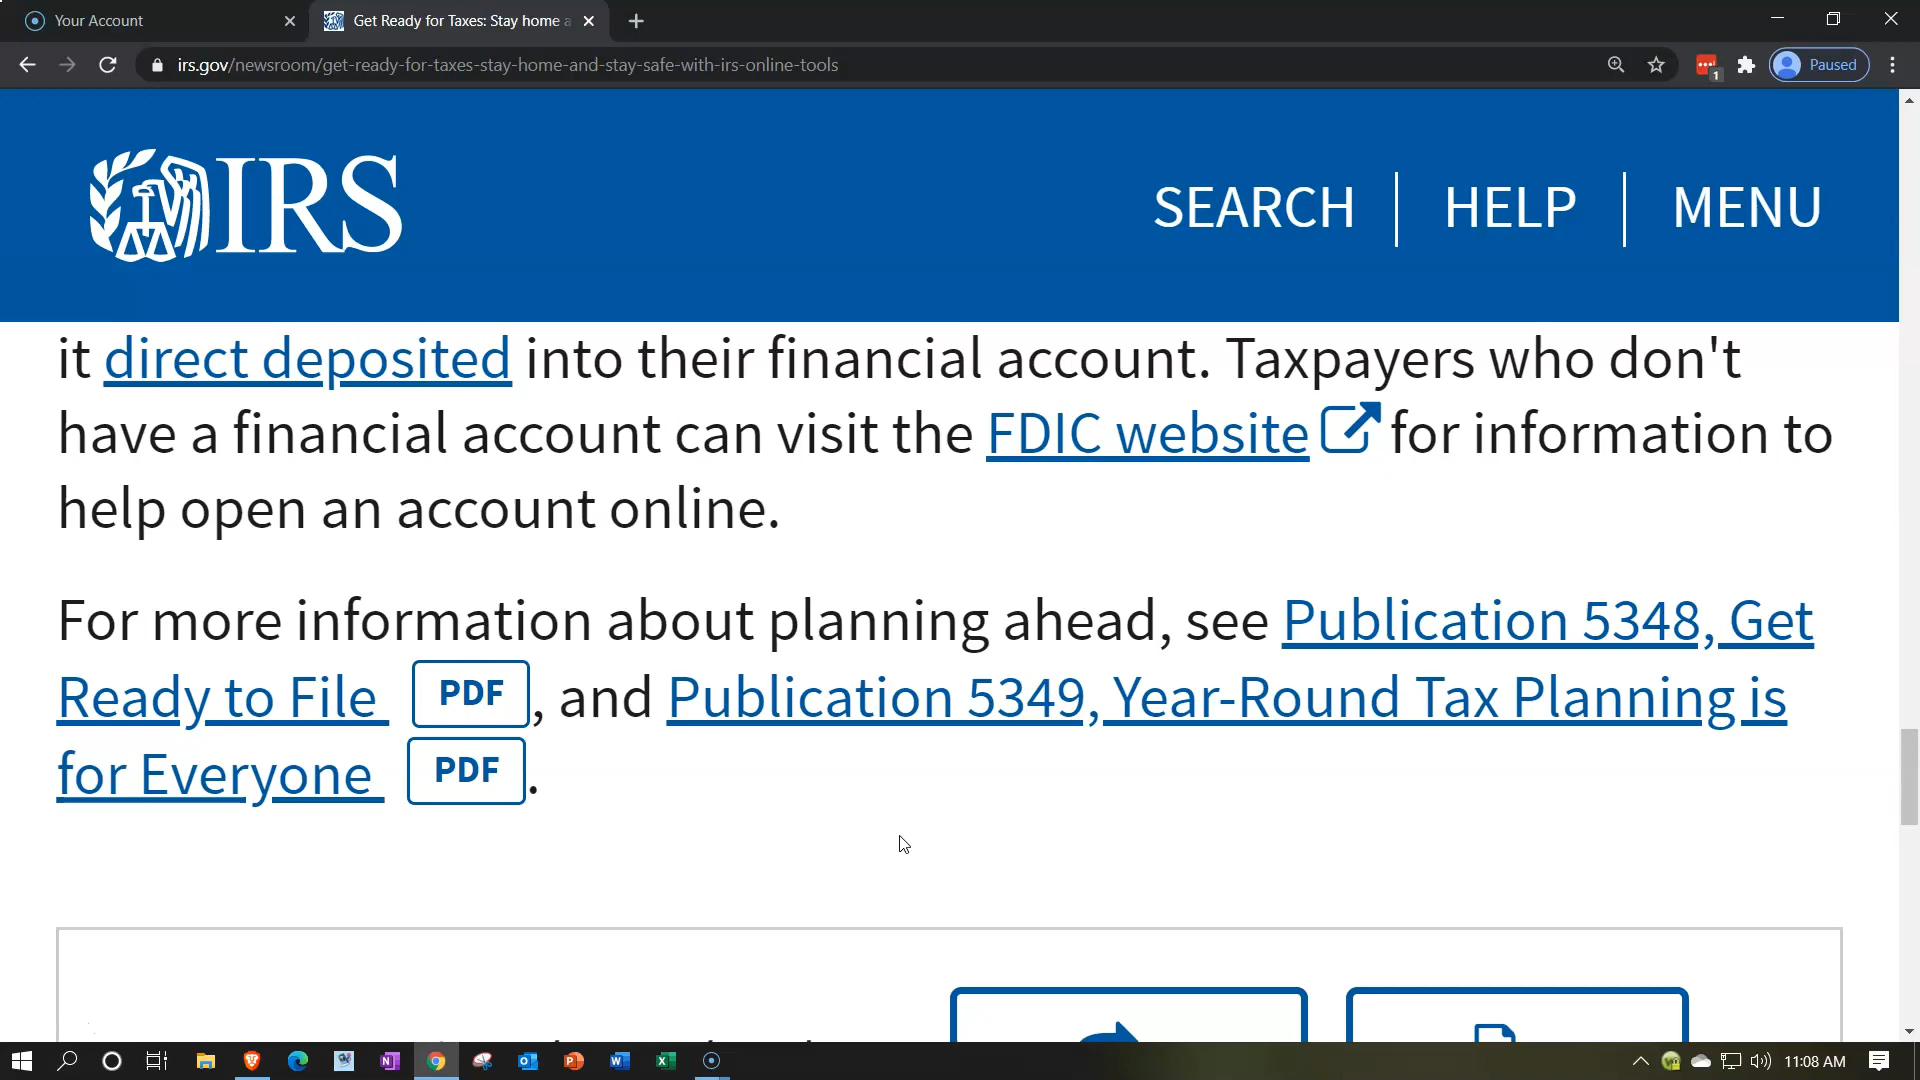 Your Account
Get Ready for Taxes: Stay home a
irs.gov/newsroom/get-ready-for-taxes-stay-home-and-stay-safe-with-irs-online-tools
1
Paused
IRS
SEARCH
HELP
MENU
it direct deposited into their financial account. Taxpayers who don't
have a financial account can visit the FDIC website for information to
help open an account online.
For more information about planning ahead, see Publication 5348, Get
Ready to File PDF, and Publication 5349, Year-Round Tax Planning is
for Everyone PDF.
11:08 AM